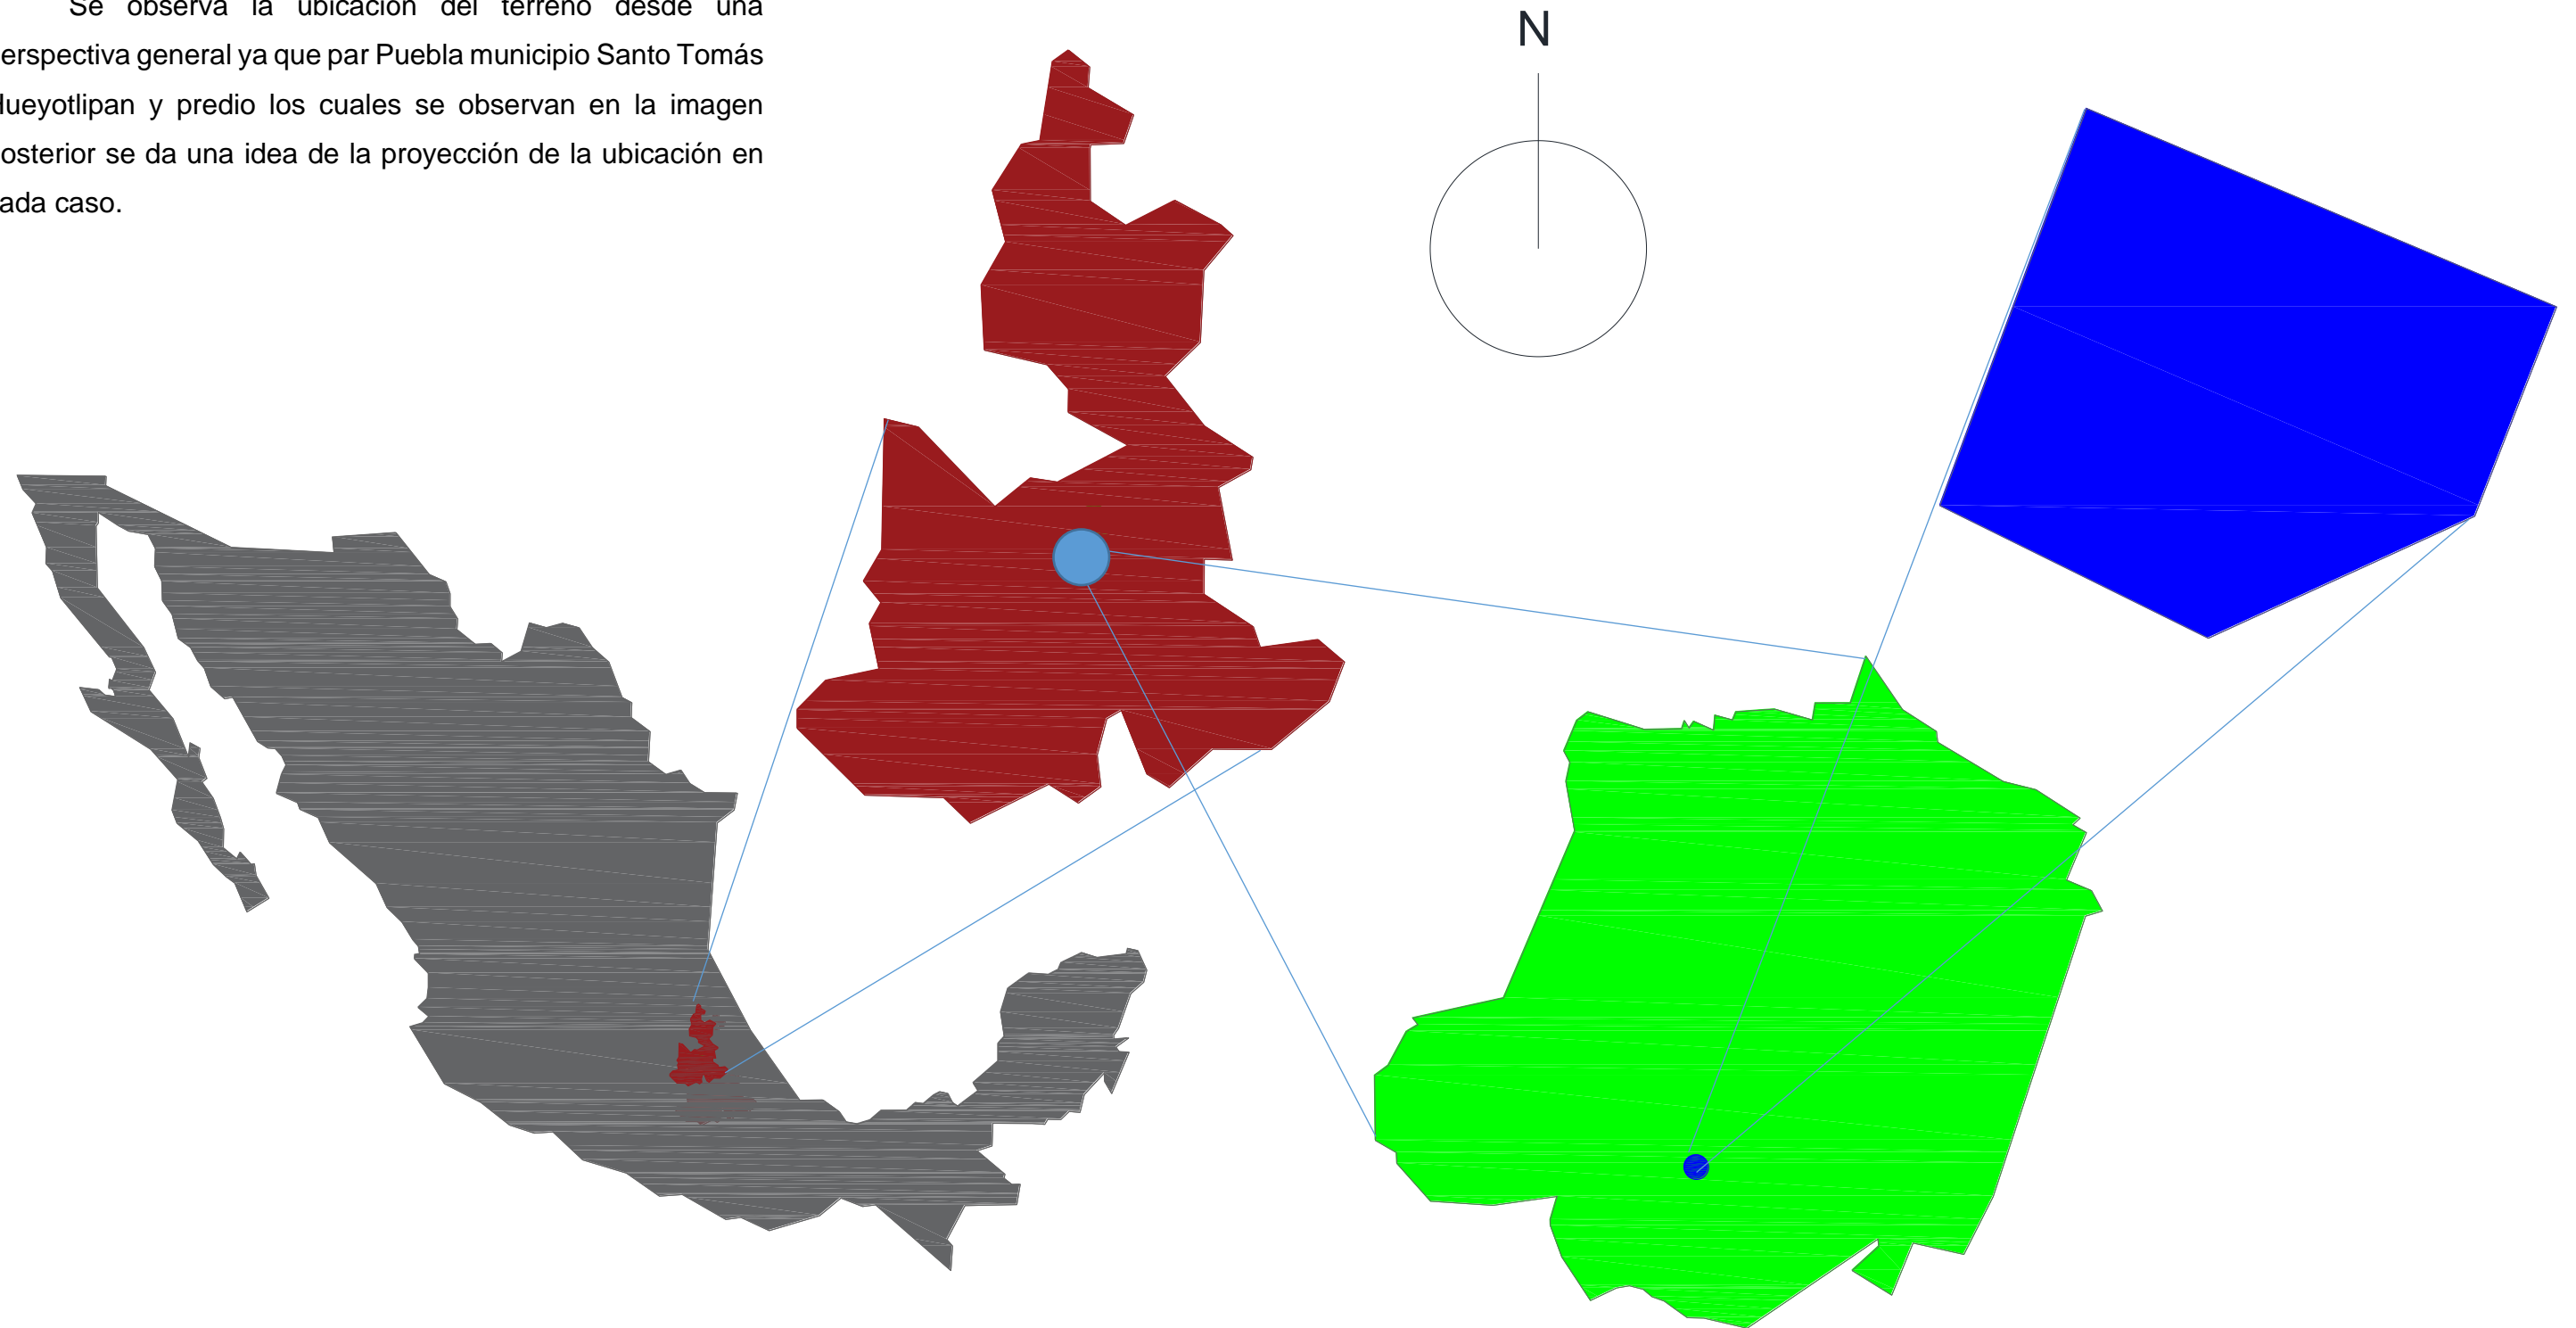 Se observa la ubicación del terreno desde una
erspectiva general ya que par Puebla municipio Santo Tomás
ueyotlipan y predio los cuales se observan en la imagen
osterior se da una idea de la proyección de la ubicación en
ada caso.
N